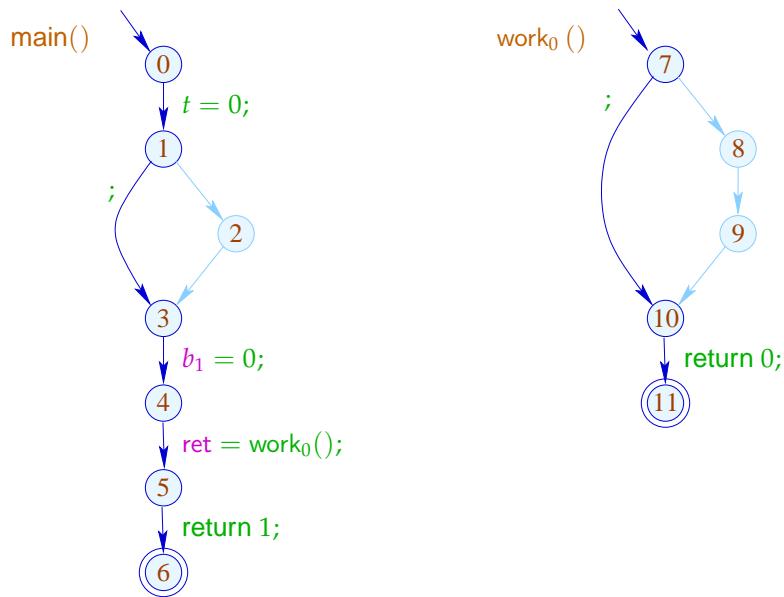 main()
0
t = 0;
1
;
2
3
b₁ = 0;
4
ret = work₀();
5
return 1;
6
work₀ ()
7
;
8
9
10
return 0;
11